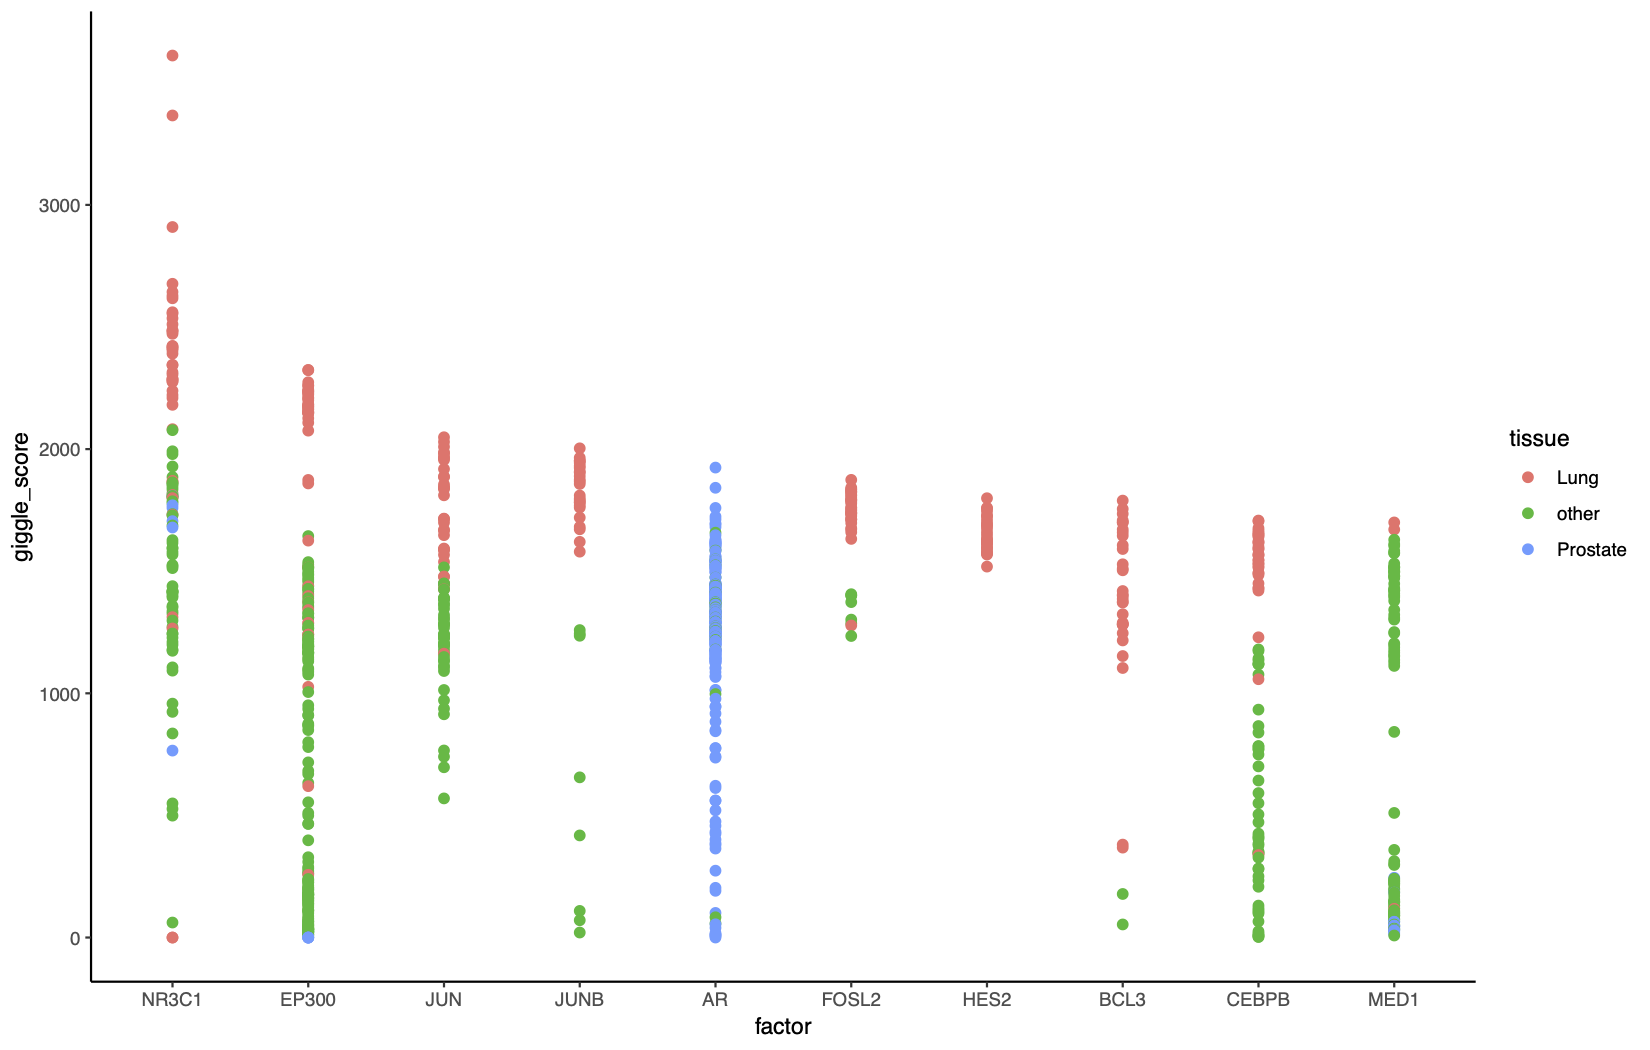 giggle_score
3000
2000
1000
0
NR3C1 EP300 JUN JUNB AR FOSL2 HES2 BCL3 CEBPB MED1
factor
tissue
Lung
other
Prostate